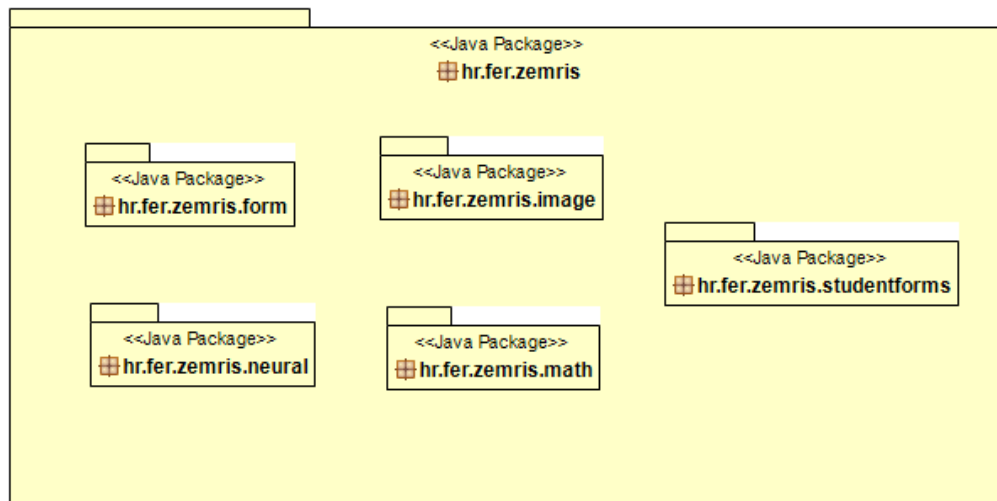 <<Java Package>>
hr.fer.zemris
<<Java Package>>
hr.fer.zemris.form
<<Java Package>>
hr.fer.zemris.image
<<Java Package>>
hr.fer.zemris.studentforms
<<Java Package>>
hr.fer.zemris.neural
<<Java Package>>
hr.fer.zemris.math